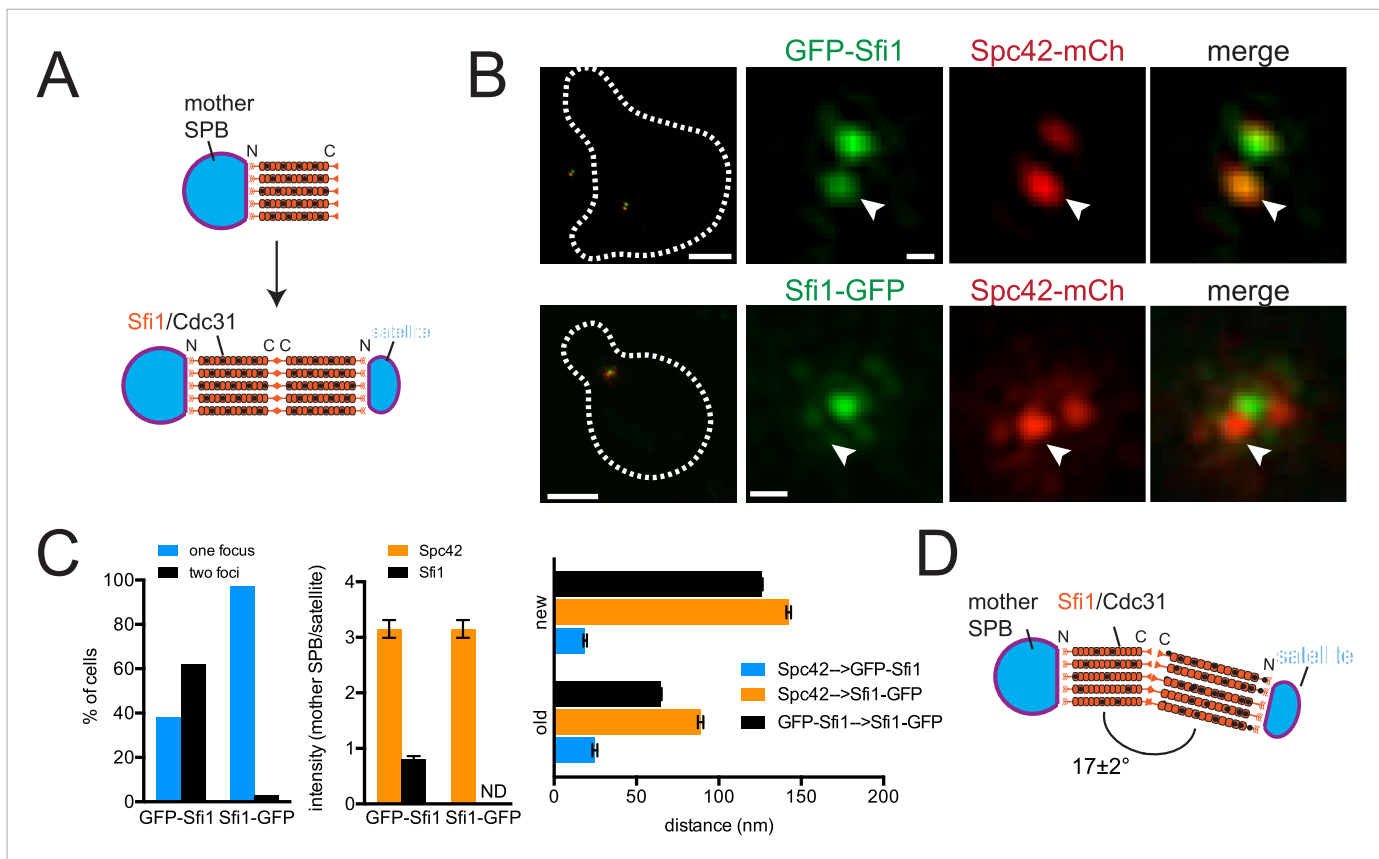 A
mother
SPB
N C
Sfi1/Cdc31
satellite
N C C N
B
GFP-Sfi1 Spc42-mCh merge
Sfi1-GFP Spc42-mCh merge
C
one focus
two foci
% of cells
100
80
60
40
20
0
GFP-Sfi1 Sfi1-GFP
Spc42
Sfi1
intensity (mother SPB/satellite)
4
3
2
1
0
ND
GFP-Sfi1 Sfi1-GFP
new
old
Spc42-->GFP-Sfi1
Spc42-->Sfi1-GFP
GFP-Sfi1-->Sfi1-GFP
0 50 100 150 200
distance (nm)
D
mother
SPB
Sfi1/Cdc31
N C C N
satellite
17±2°